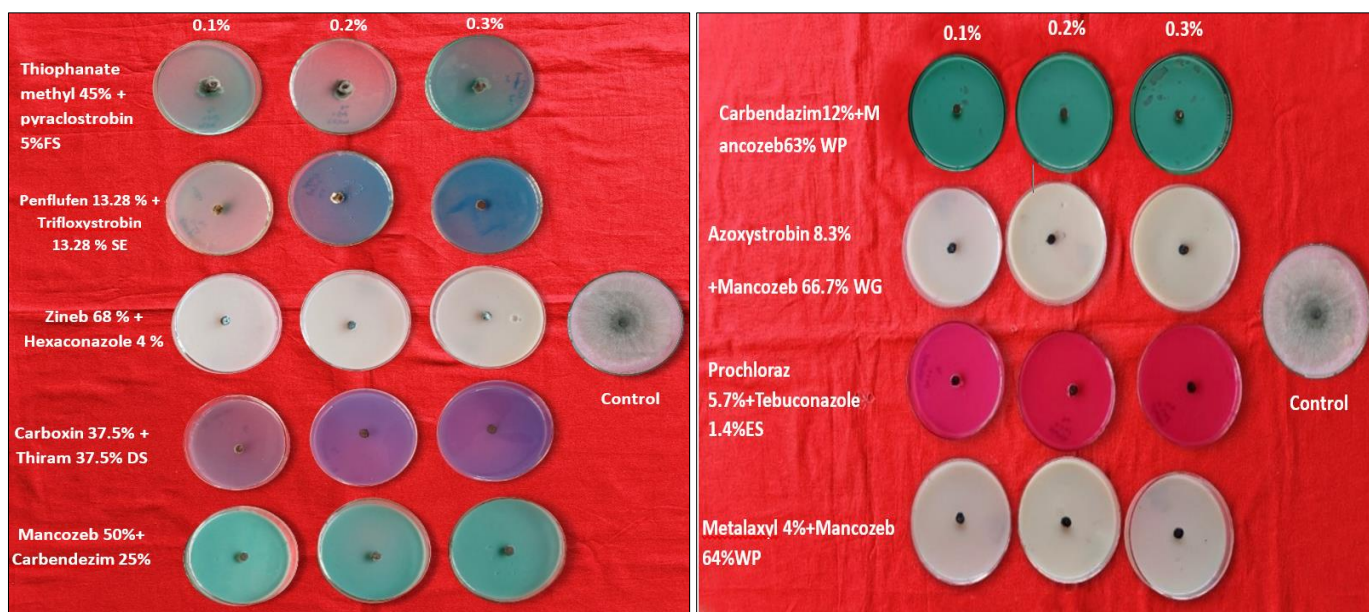 0.1%
0.2%
0.3%
Thiophanate
methyl 45% +
pyraclostrobin
5%FS
Penflufen 13.28 % +
Trifloxystrobin
13.28 % SE
Zineb 68 % +
Hexaconazole 4 %
Control
Carboxin 37.5% +
Thiram 37.5% DS
Mancozeb 50%+
Carbendezim 25%
0.1%
0.2%
0.3%
Carbendazim12%+M
ancozeb63% WP
Azoxystrobin 8.3%
+Mancozeb 66.7% WG
Prochloraz
5.7%+Tebuconazole
1.4%ES
Control
Metalaxyl 4%+Mancozeb
64%WP